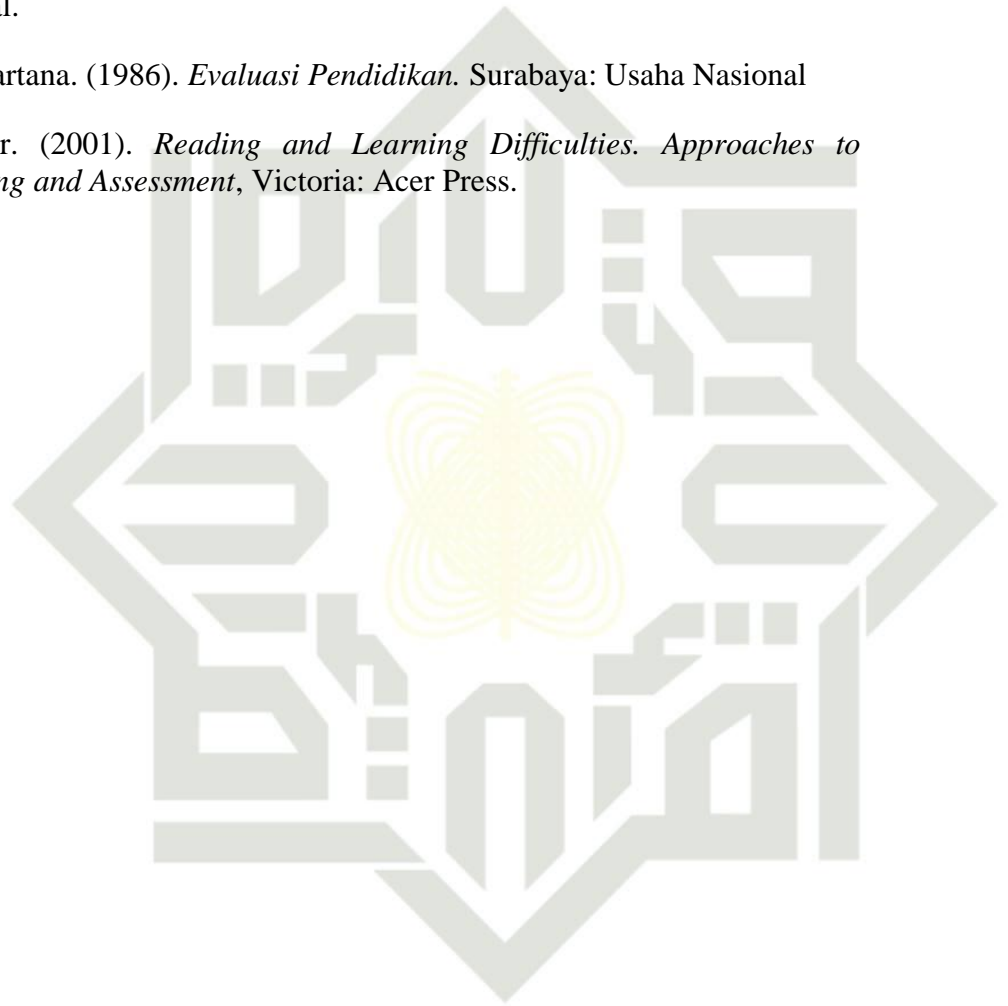 al.
artana. (1986). Evaluasi Pendidikan. Surabaya: Usaha Nasional
r. (2001). Reading and Learning Difficulties. Approaches to
ng and Assessment, Victoria: Acer Press.